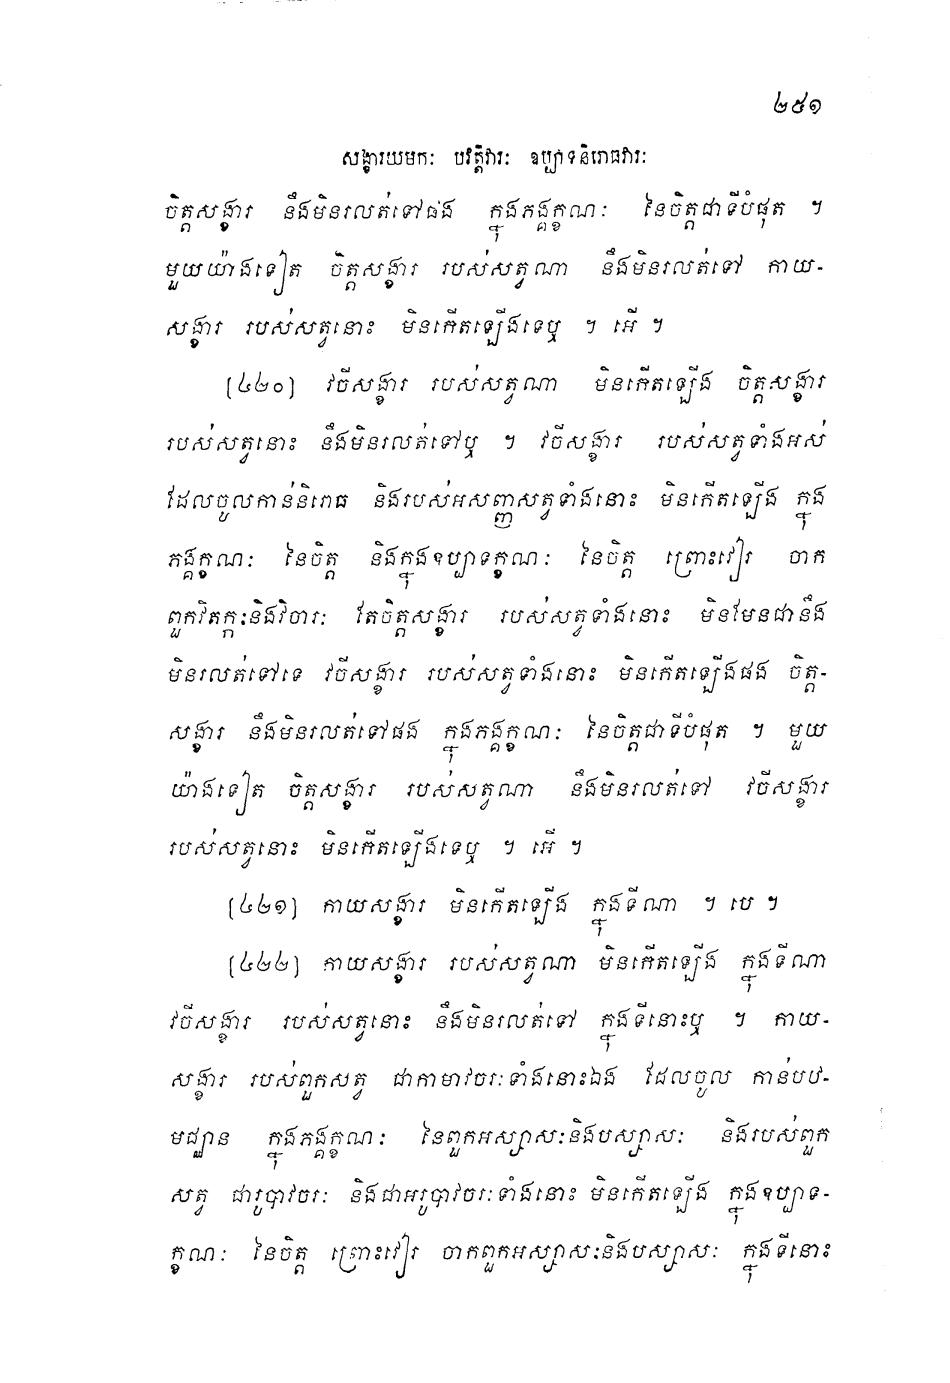 ២៥១
សង្ខារយមកៈ បវត្តិវារៈ ឧប្បាទនិរោធវារៈ
ចិត្តសង្ខារ នឹងមិនរលត់ទៅផង ក្នុងភង្គក្ខណៈ នៃចិត្តជាទីបំផុត ។
មួយយ៉ាងទៀត ចិត្តសង្ខារ របស់សត្វណា នឹងមិនរលត់ទៅ កាយ-
សង្ខារ របស់សត្វនោះ មិនកើតឡើងទេឬ ។ អើ ។
(៤២០) វចីសង្ខារ របស់សត្វណា មិនកើតឡើង ចិត្តសង្ខារ
របស់សត្វនោះ នឹងមិនរលត់ទៅឬ ។ វចីសង្ខារ របស់សត្វទាំងអស់
ដែលចូលកាន់និរោធ និងរបស់អសញ្ញសត្វទាំងនោះ មិនកើតឡើង ក្នុង
ភង្គក្ខណៈ នៃចិត្ត និងក្នុងឧប្បាទក្ខណៈ នៃចិត្ត ព្រោះវៀរ ចាក
ពួកវិតក្កៈនិងវិចារៈ តែចិត្តសង្ខារ របស់សត្វទាំងនោះ មិនមែនជានឹង
មិនរលត់ទៅទេ វចីសង្ខារ របស់សត្វទាំងនោះ មិនកើតឡើងផង ចិត្ត-
សង្ខារ នឹងមិនរលត់ទៅផង ក្នុងភង្គក្ខណៈ នៃចិត្តជាទីបំផុត ។ មួយ
យ៉ាងទៀត ចិត្តសង្ខារ របស់សត្វណា នឹងមិនរលត់ទៅ វចីសង្ខារ
របស់សត្វនោះ មិនកើតឡើងទេឬ ។ អើ ។
(៤២១) កាយសង្ខារ មិនកើតឡើង ក្នុងទីណា ។ បេ ។
(៤២២) កាយសង្ខារ របស់សត្វណា មិនកើតឡើង ក្នុងទីណា
វចីសង្ខារ របស់សត្វនោះ នឹងមិនរលត់ទៅ ក្នុងទីនោះឬ ។ កាយ-
សង្ខារ របស់ពួកសត្វ ជាកាមាវចរៈទាំងនោះឯង ដែលចូល កាន់បឋ-
មជ្ឈាន ក្នុងភង្គក្ខណៈ នៃពួកអស្សាសៈនិងបស្សាសៈ និងរបស់ពួក
សត្វ ជារូបាវចរៈ និងជាអរូបាវចរៈទាំងនោះ មិនកើតឡើង ក្នុងឧប្បាទ-
ក្ខណៈ នៃចិត្ត ព្រោះវៀរ ចាកពួកអស្សាសៈនិងបស្សាសៈ ក្នុងទីនោះ